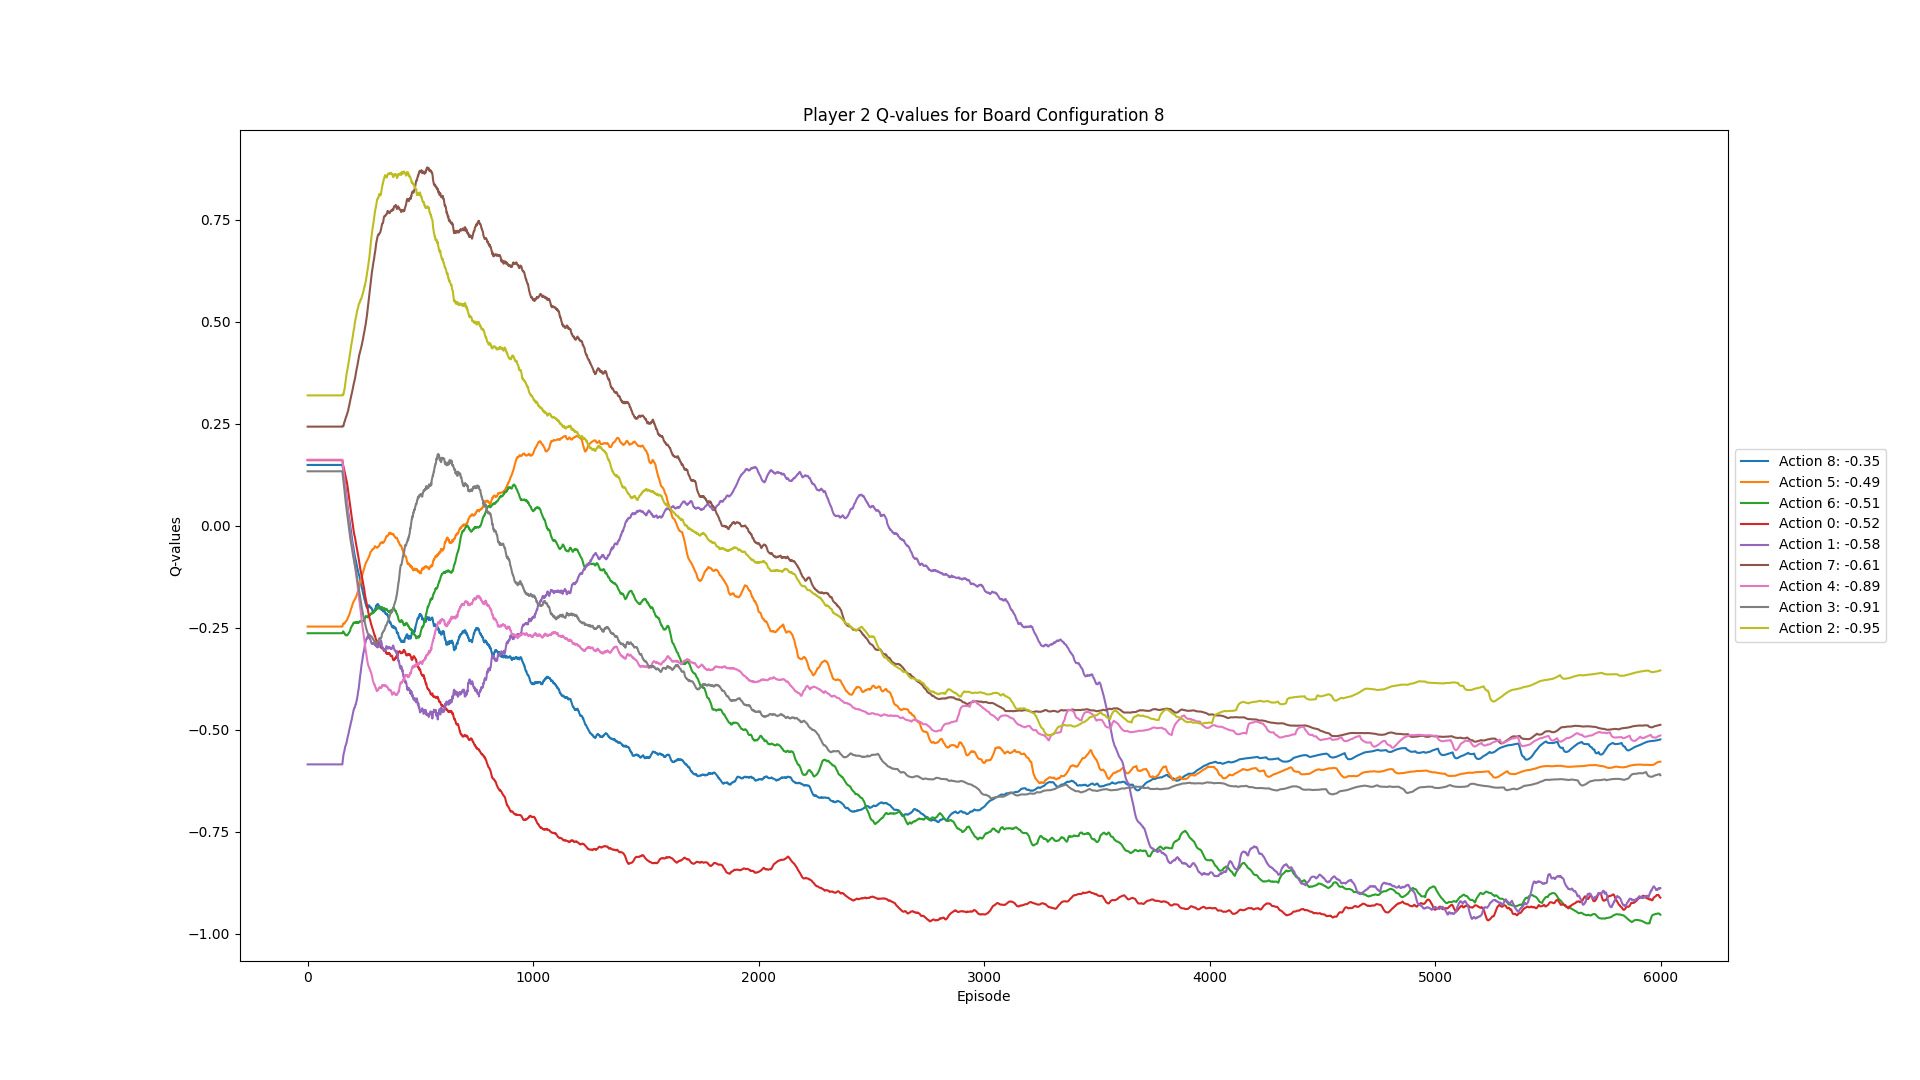 Player 2 Q-values for Board Configuration 8
Q-values
0.75
0.50
0.25
0.00
−0.25
−0.50
−0.75
−1.00
0
1000
2000
3000
4000
5000
6000
Episode
Action 8: -0.35
Action 5: -0.49
Action 6: -0.51
Action 0: -0.52
Action 1: -0.58
Action 7: -0.61
Action 4: -0.89
Action 3: -0.91
Action 2: -0.95